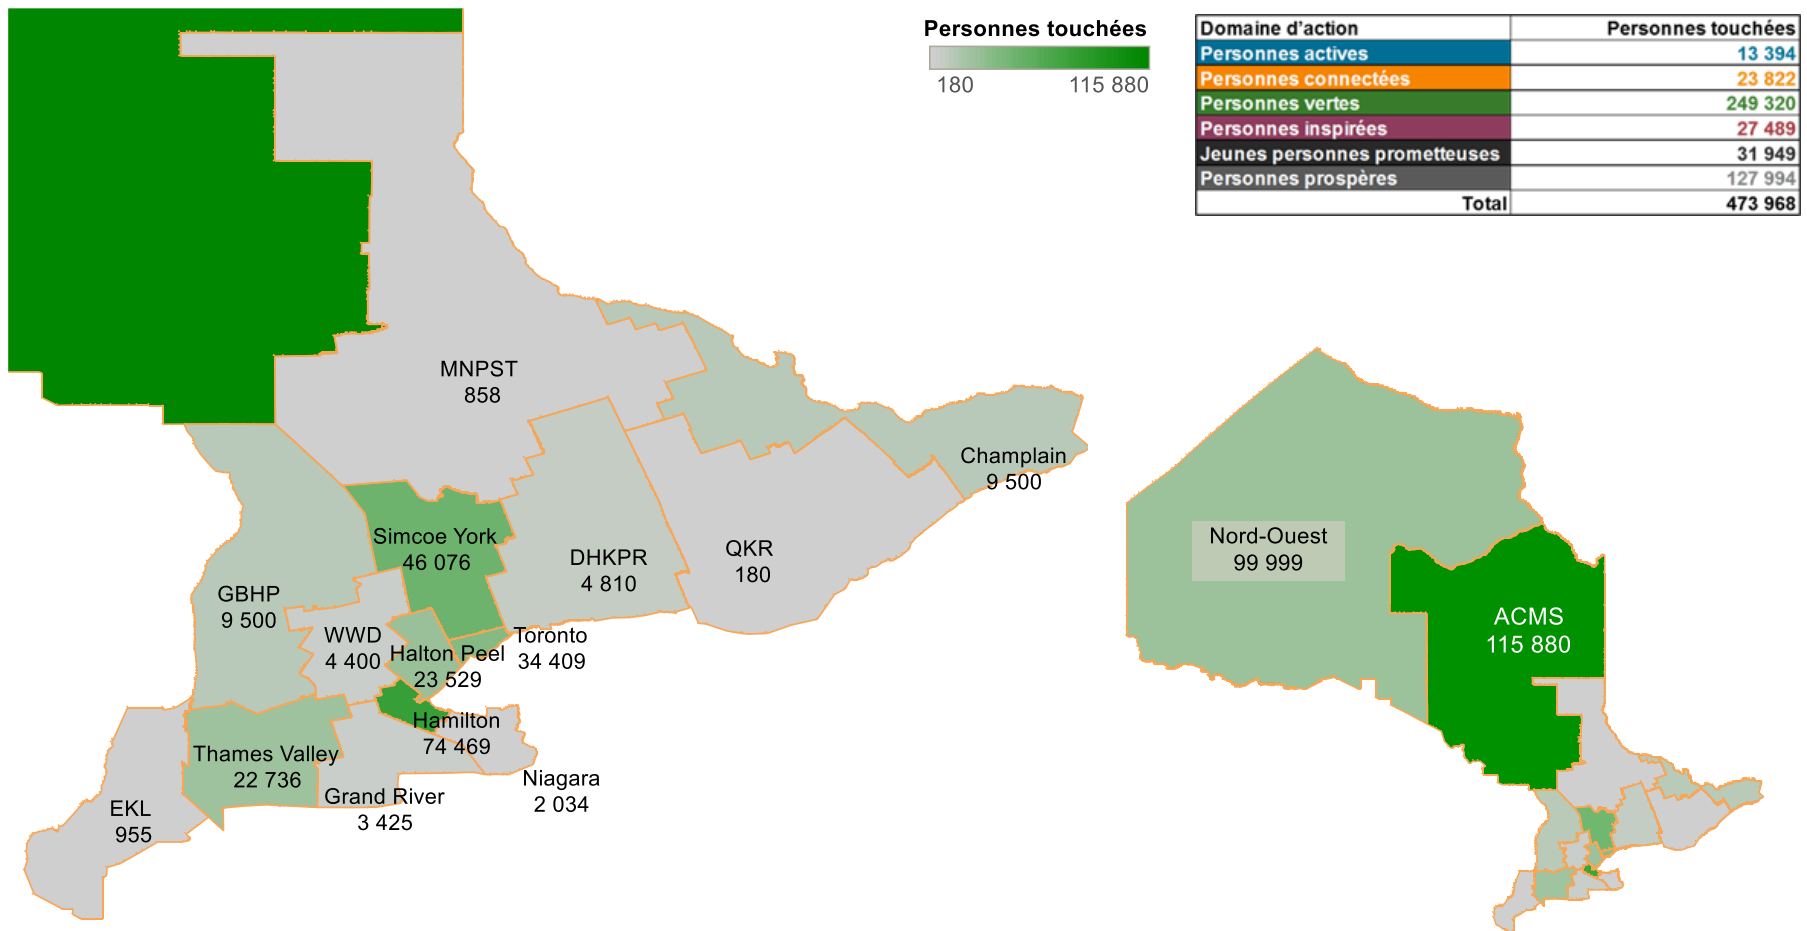 Personnes touchées
180 115 880
Domaine d’action Personnes touchées
Personnes actives 13 394
Personnes connectées 23 822
Personnes vertes 249 320
Personnes inspirées 27 489
Jeunes personnes prometteuses 31 949
Personnes prospères 127 994
Total 473 968
MNPST
858
Champlain
9 500
Simcoe York
46 076
DHKPR
4 810
QKR
180
GBHP
9 500
WWD
4 400
Toronto
34 409
Halton Peel
23 529
Hamilton
74 469
Thames Valley
22 736
Niagara
2 034
Grand River
3 425
EKL
955
Nord-Ouest
99 999
ACMS
115 880